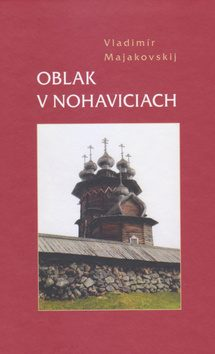 Vladimír
Majakovskij
OBLAK
V NOHAVICIACH